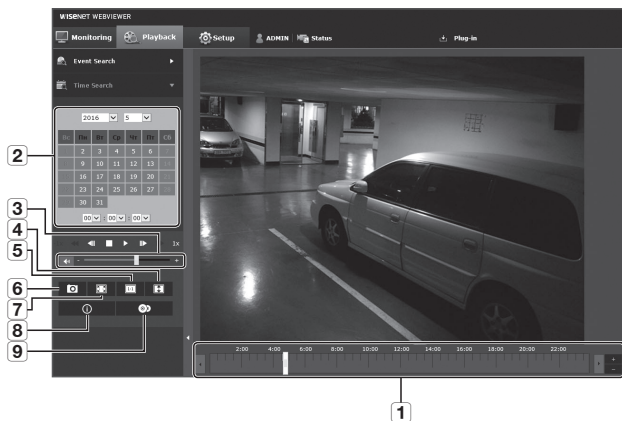 WISENET WEBVIEWER
Monitoring Playback Setup ADMIN Status Plug-in
Event Search
Time Search
2016 5
Вс Пн Вт Ср Чт Пт Сб
2 3 4 5 6
9 10 11 12 13
16 17 18 19 20
23 24 25 26 27
30 31
00 : 00 : 00
1x
- +
1:1
2:00 4:00 6:00 8:00 10:00 12:00 14:00 16:00 18:00 20:00 22:00
+
-
2
3
4
5
6
7
8
9
1